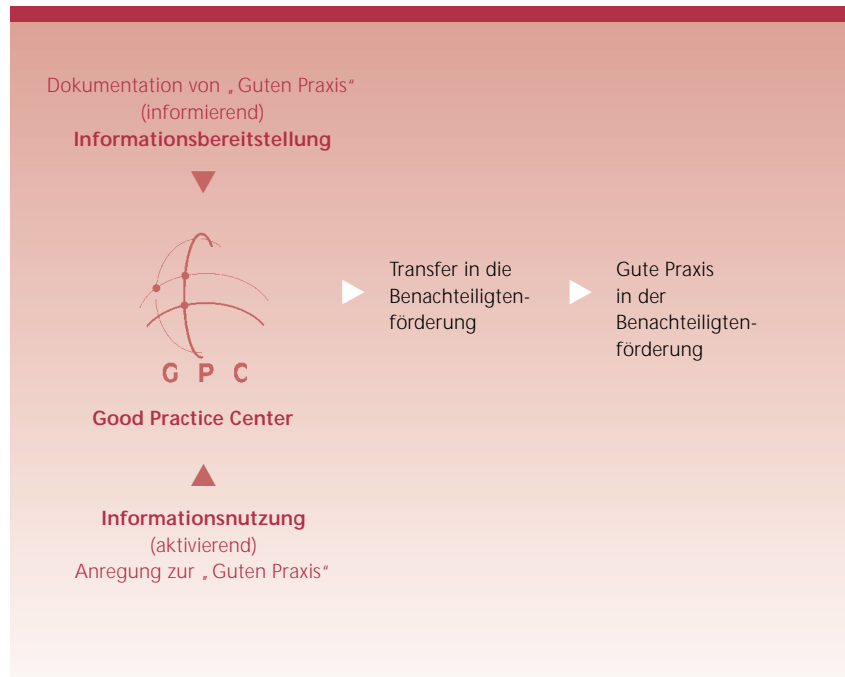 Dokumentation von „Guten Praxis“
(informierend)
Informationsbereitstellung
G P C
Good Practice Center
Informationsnutzung
(aktivierend)
Anregung zur „Guten Praxis“
Transfer in die
Benachteiligten-
förderung
Gute Praxis
in der
Benachteiligten-
förderung